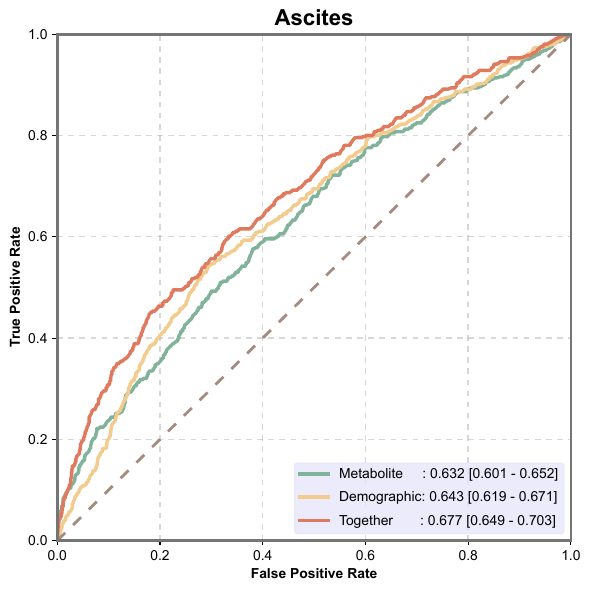 Ascites
True Positive Rate
1.0
0.8
0.6
0.4
0.2
0.0
Metabolite : 0.632 [0.601 - 0.652]
Demographic: 0.643 [0.619 - 0.671]
Together : 0.677 [0.649 - 0.703]
0.0 0.2 0.4 0.6 0.8 1.0
False Positive Rate